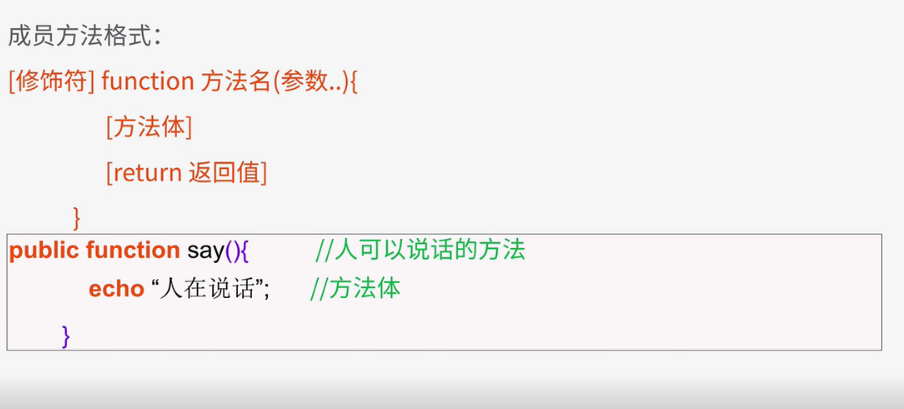 成员方法格式：
[修饰符] function 方法名(参数..){
[方法体]
[return 返回值]
}
public function say(){ //人可以说话的方法
echo “人在说话”; //方法体
}